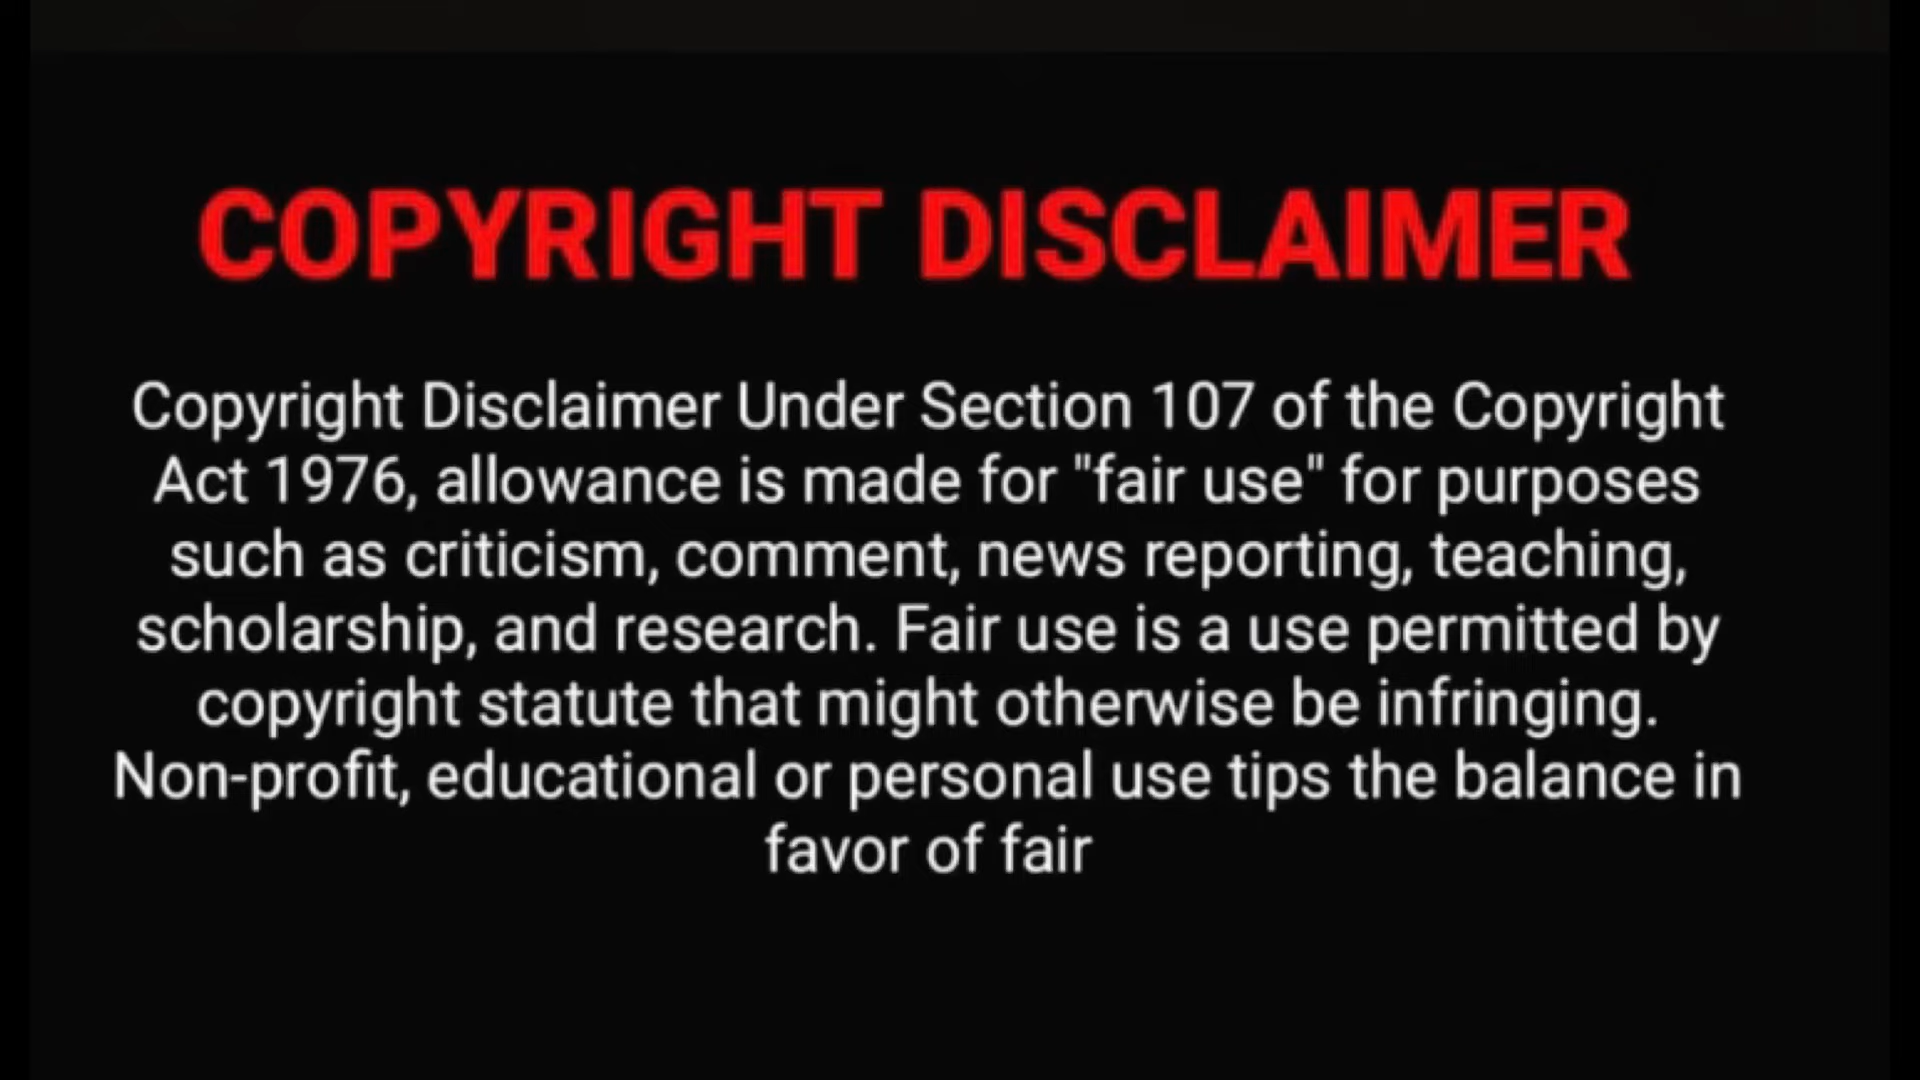 COPYRIGHT DISCLAIMER
Copyright Disclaimer Under Section 107 of the Copyright
Act 1976, allowance is made for "fair use" for purposes
such as criticism, comment, news reporting, teaching,
scholarship, and research. Fair use is a use permitted by
copyright statute that might otherwise be infringing.
Non-profit, educational or personal use tips the balance in
favor of fair